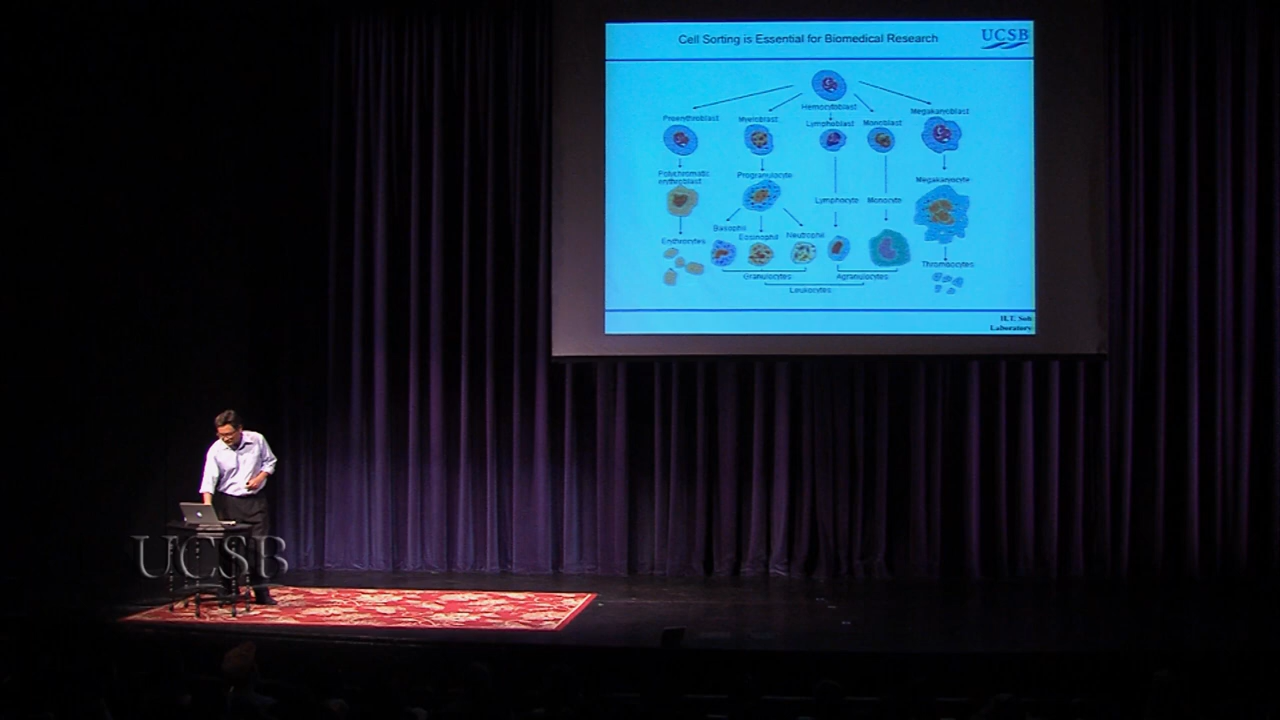 Cell Sorting is Essential for Biomedical Research
UCSB
Hemocytoblast
Proerythroblast
Myeloblast
Lymphoblast
Monoblast
Megakaryoblast
Polychromatic
erythroblast
Progranulocyte
Megakaryocyte
Lymphocyte
Monocyte
Basophil
Eosinophil
Neutrophil
Erythrocytes
Thrombocytes
Granulocytes
Agranulocytes
Leukocytes
H.T. Soh
Laboratory
UCSB